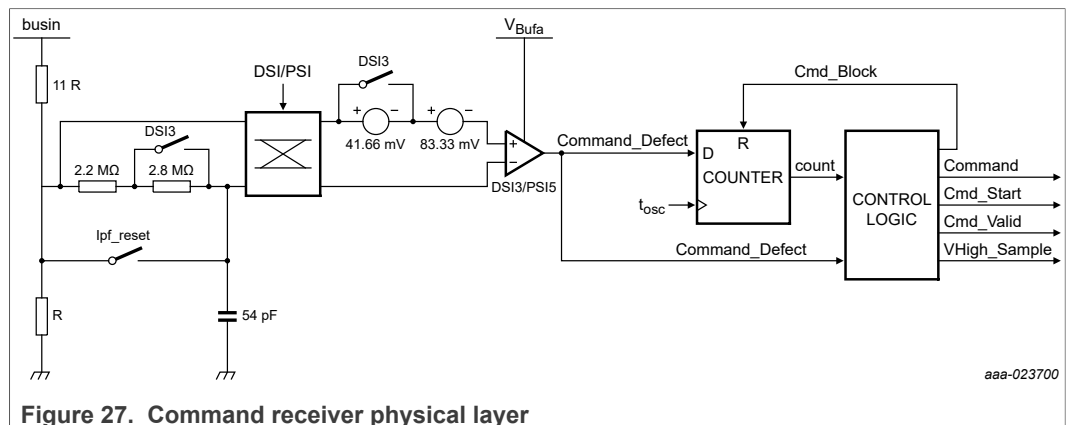 busin
V_Bufa
11 R
DSI/PSI
DSI3
+ −
+ −
41.66 mV
83.33 mV
DSI3
2.2 MΩ
2.8 MΩ
+
−
DSI3/PSI5
Command_Defect
Cmd_Block
D
R
COUNTER
count
t_osc
Command_Defect
CONTROL
LOGIC
Command
Cmd_Start
Cmd_Valid
VHigh_Sample
lpf_reset
R
54 pF
aaa-023700
Figure 27. Command receiver physical layer